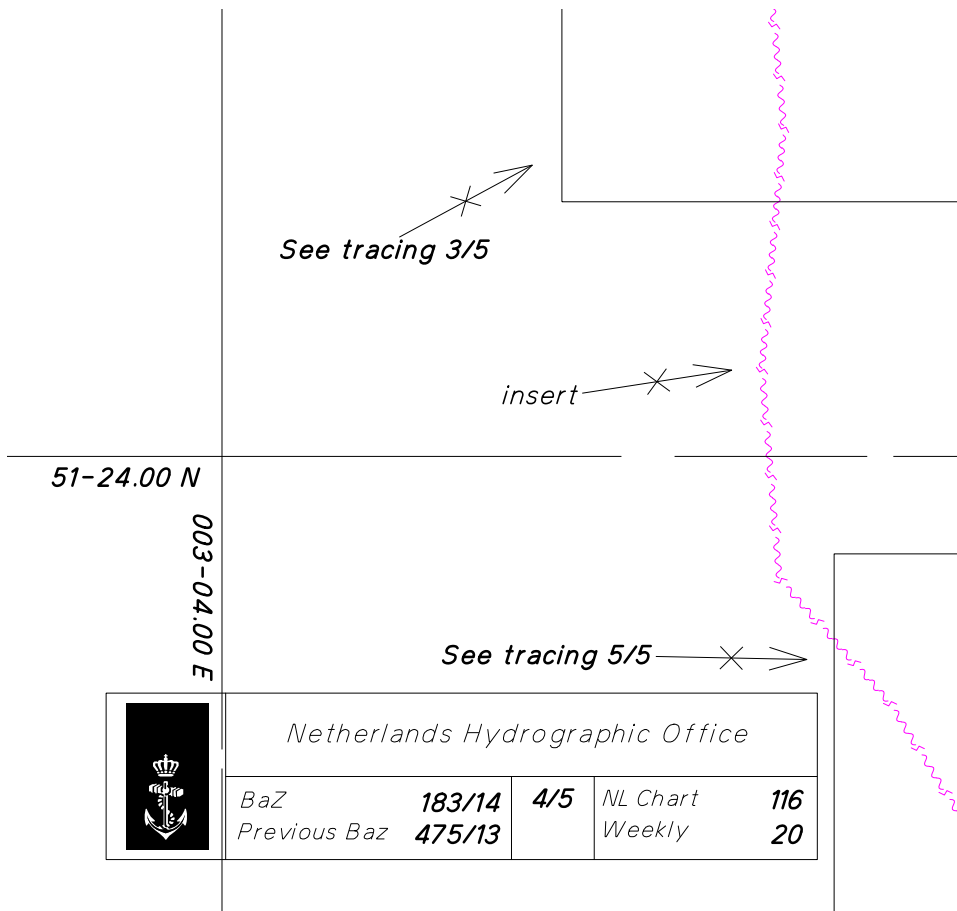 See tracing 3/5
insert
51-24.00 N
003-04.00 E
See tracing 5/5
Netherlands Hydrographic Office
BaZ 183/14 4/5 NL Chart 116
Previous Baz 475/13 Weekly 20